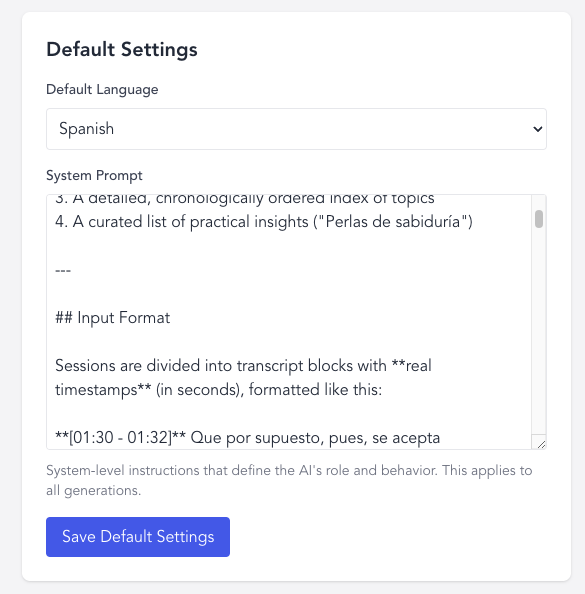 Default Settings
Default Language
Spanish
System Prompt
3. A detailed, chronologically ordered index of topics
4. A curated list of practical insights ("Perlas de sabiduría")
---
## Input Format
Sessions are divided into transcript blocks with **real
timestamps** (in seconds), formatted like this:
**[01:30 - 01:32]** Que por supuesto, pues, se acepta
System-level instructions that define the AI's role and behavior. This applies to
all generations.
Save Default Settings